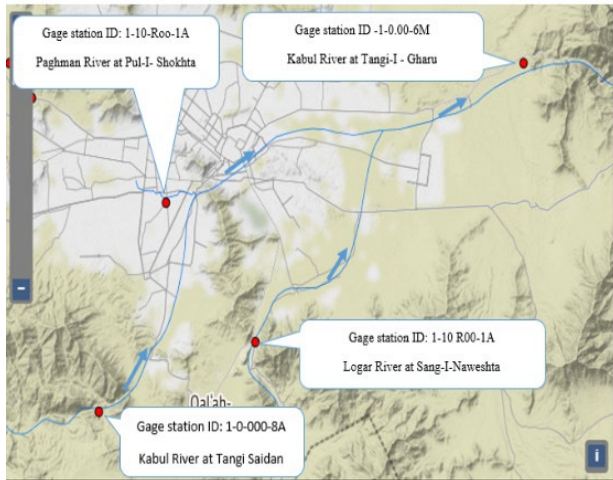 Gage station ID: 1-10-Roo-1A
Paghman River at Pul-I- Shokhta
Gage station ID -1-0.00-6M
Kabul River at Tangi-I - Gharu
Gage station ID: 1-10 R00-1A
Logar River at Sang-I-Naweshta
Qal'ah-
Gage station ID: 1-0-000-8A
Kabul River at Tangi Saidan
i